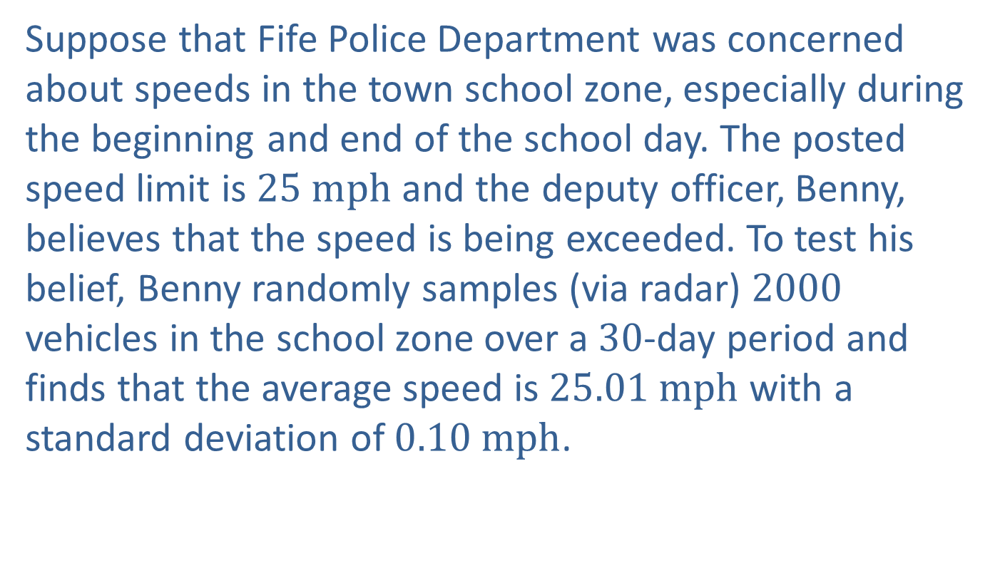 Suppose that Fife Police Department was concerned
about speeds in the town school zone, especially during
the beginning and end of the school day. The posted
speed limit is 25 mph and the deputy officer, Benny,
believes that the speed is being exceeded. To test his
belief, Benny randomly samples (via radar) 2000
vehicles in the school zone over a 30-day period and
finds that the average speed is 25.01 mph with a
standard deviation of 0.10 mph.